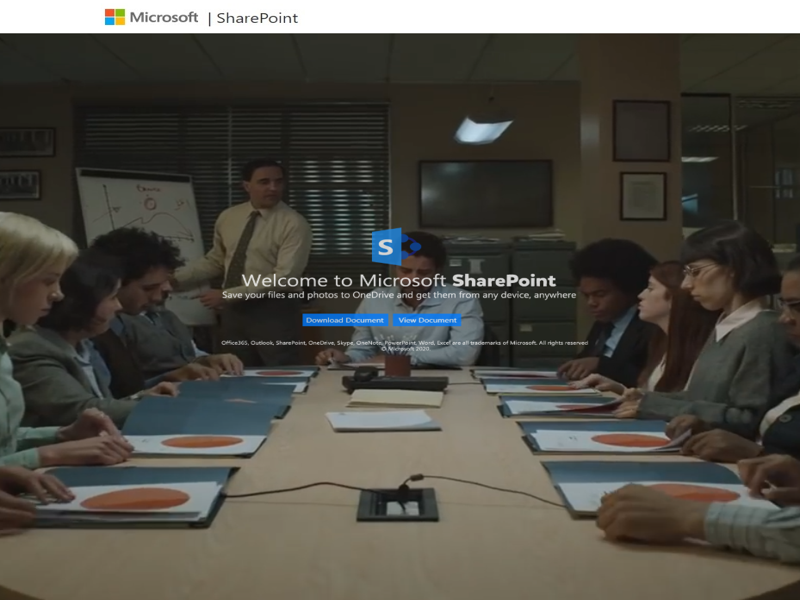 Microsoft | SharePoint
Welcome to Microsoft SharePoint
Save your files and photos to OneDrive and get them from any device, anywhere
Download Document View Document
Office365, Outlook, SharePoint, OneDrive, Skype, OneNote, PowerPoint, Word, Excel are all trademarks of Microsoft. All rights reserved
© Microsoft 2020.